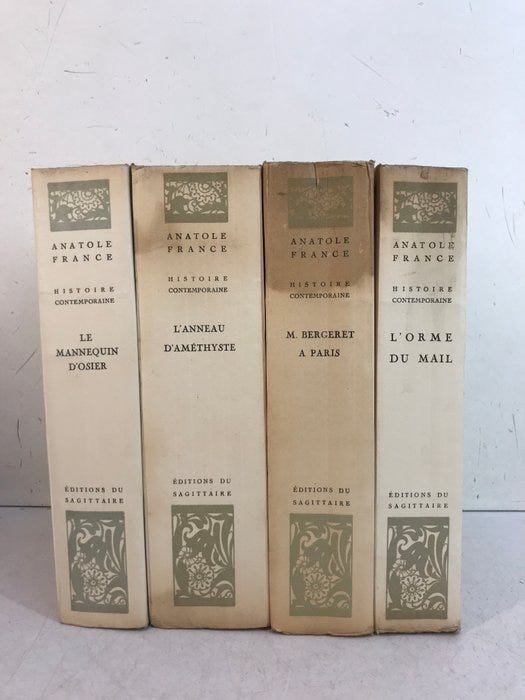 ANATOLE
FRANCE
HISTOIRE
CONTEMPORAINE
LE
MANNEQUIN
D'OSIER
ÉDITIONS DU
SAGITTAIRE
ANATOLE
FRANCE
HISTOIRE
CONTEMPORAINE
L'ANNEAU
D'AMÉTHYSTE
ÉDITIONS DU
SAGITTAIRE
ANATOLE
FRANCE
HISTOIRE
CONTEMPORAINE
M. BERGERET
A PARIS
ÉDITIONS DU
SAGITTAIRE
ANATOLE
FRANCE
HISTOIRE
CONTEMPORAINE
L'ORME
DU MAIL
ÉDITIONS DU
SAGITTAIRE